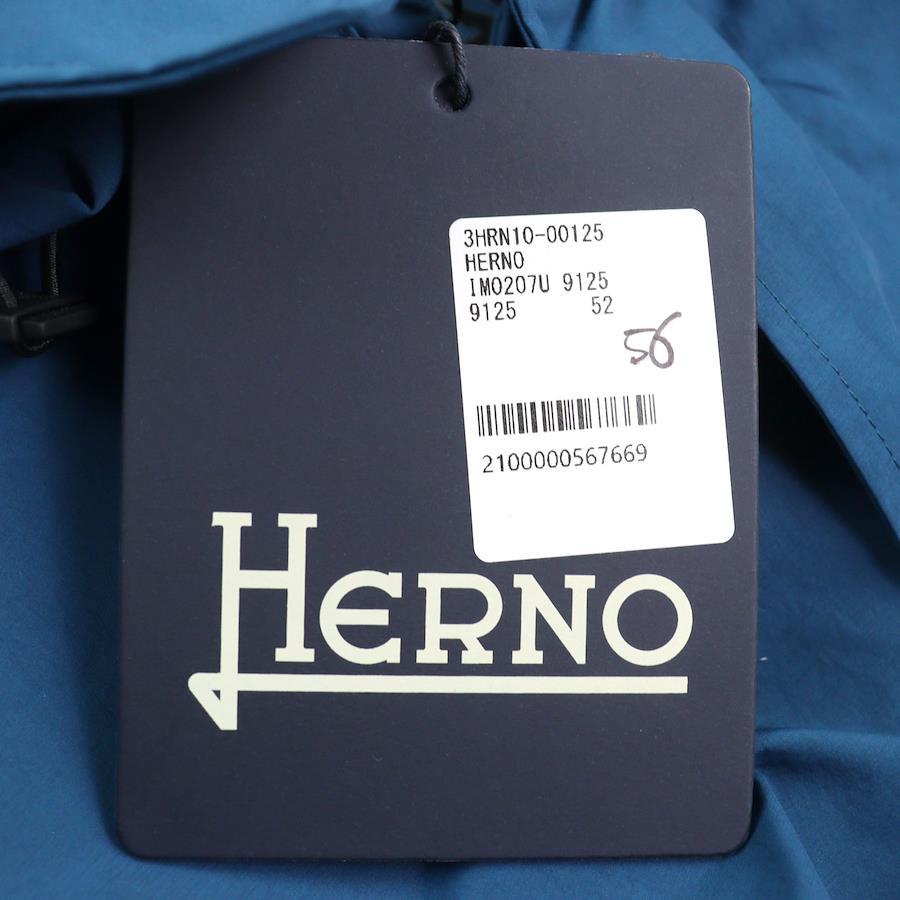 3HRN10-00125
HERNO
IM0207U 9125
9125 52
56
2100000567669
HERNO